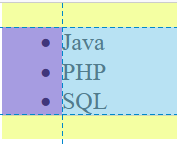 • Java
• PHP
• SQL